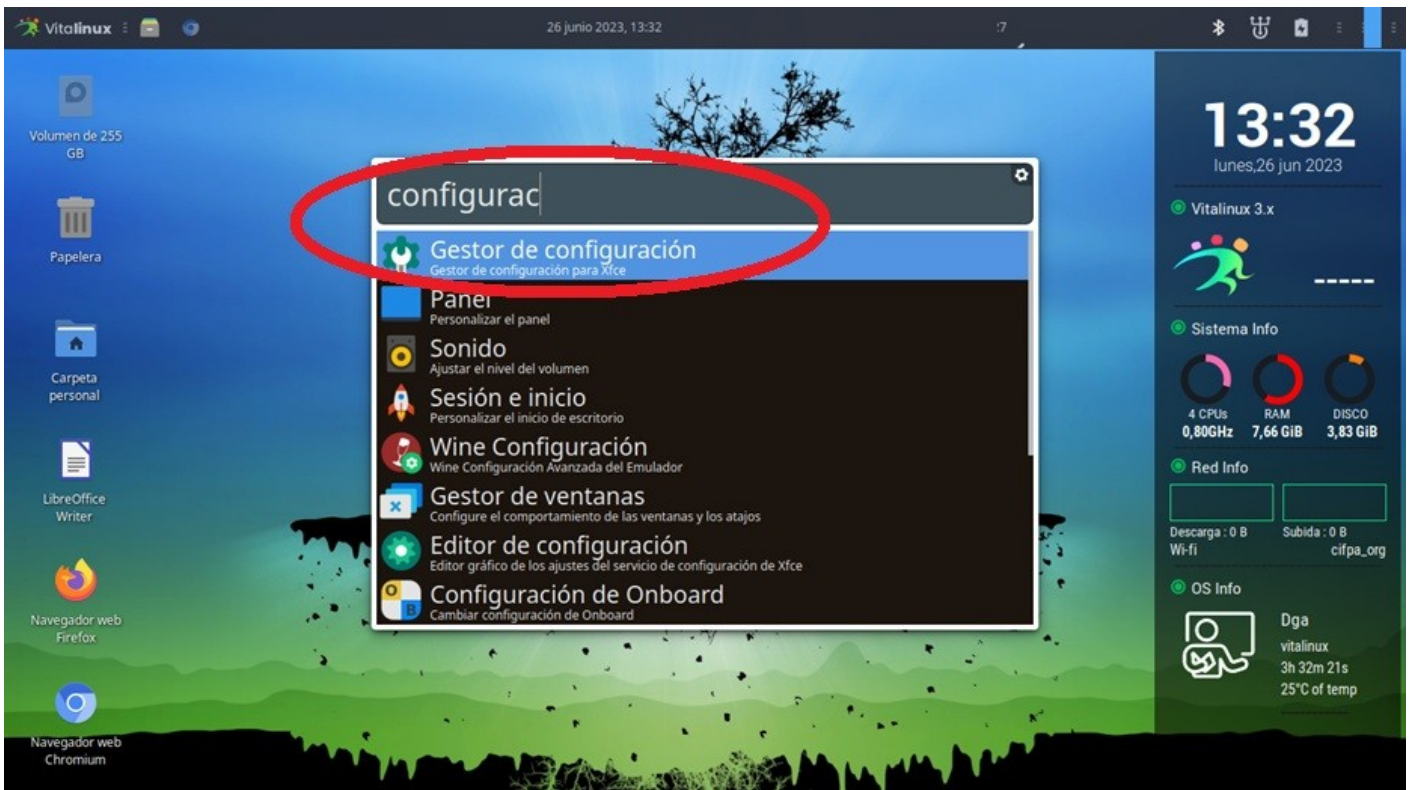 Vitalinux
26 junio 2023, 13:32
:7
Volumen de 255
GB
Papelera
Carpeta
personal
LibreOffice
Writer
Navegador web
Firefox
Navegador web
Chromium
configurac
Gestor de configuración
Gestor de configuración para Xfce
Panel
Personalizar el panel
Sonido
Ajustar el nivel del volumen
Sesión e inicio
Personalizar el inicio de escritorio
Wine Configuración
Wine Configuración Avanzada del Emulador
Gestor de ventanas
Configure el comportamiento de las ventanas y los atajos
Editor de configuración
Editor gráfico de los ajustes del servicio de configuración de Xfce
Configuración de Onboard
Cambiar configuración de Onboard
13:32
lunes,26 jun 2023
Vitalinux 3.x
-----
Sistema Info
4 CPUs RAM DISCO
0,80GHz 7,66 GiB 3,83 GiB
Red Info
Descarga : 0 B Subida : 0 B
Wi-fi cifpa_org
OS Info
Dga
vitalinux
3h 32m 21s
25°C of temp